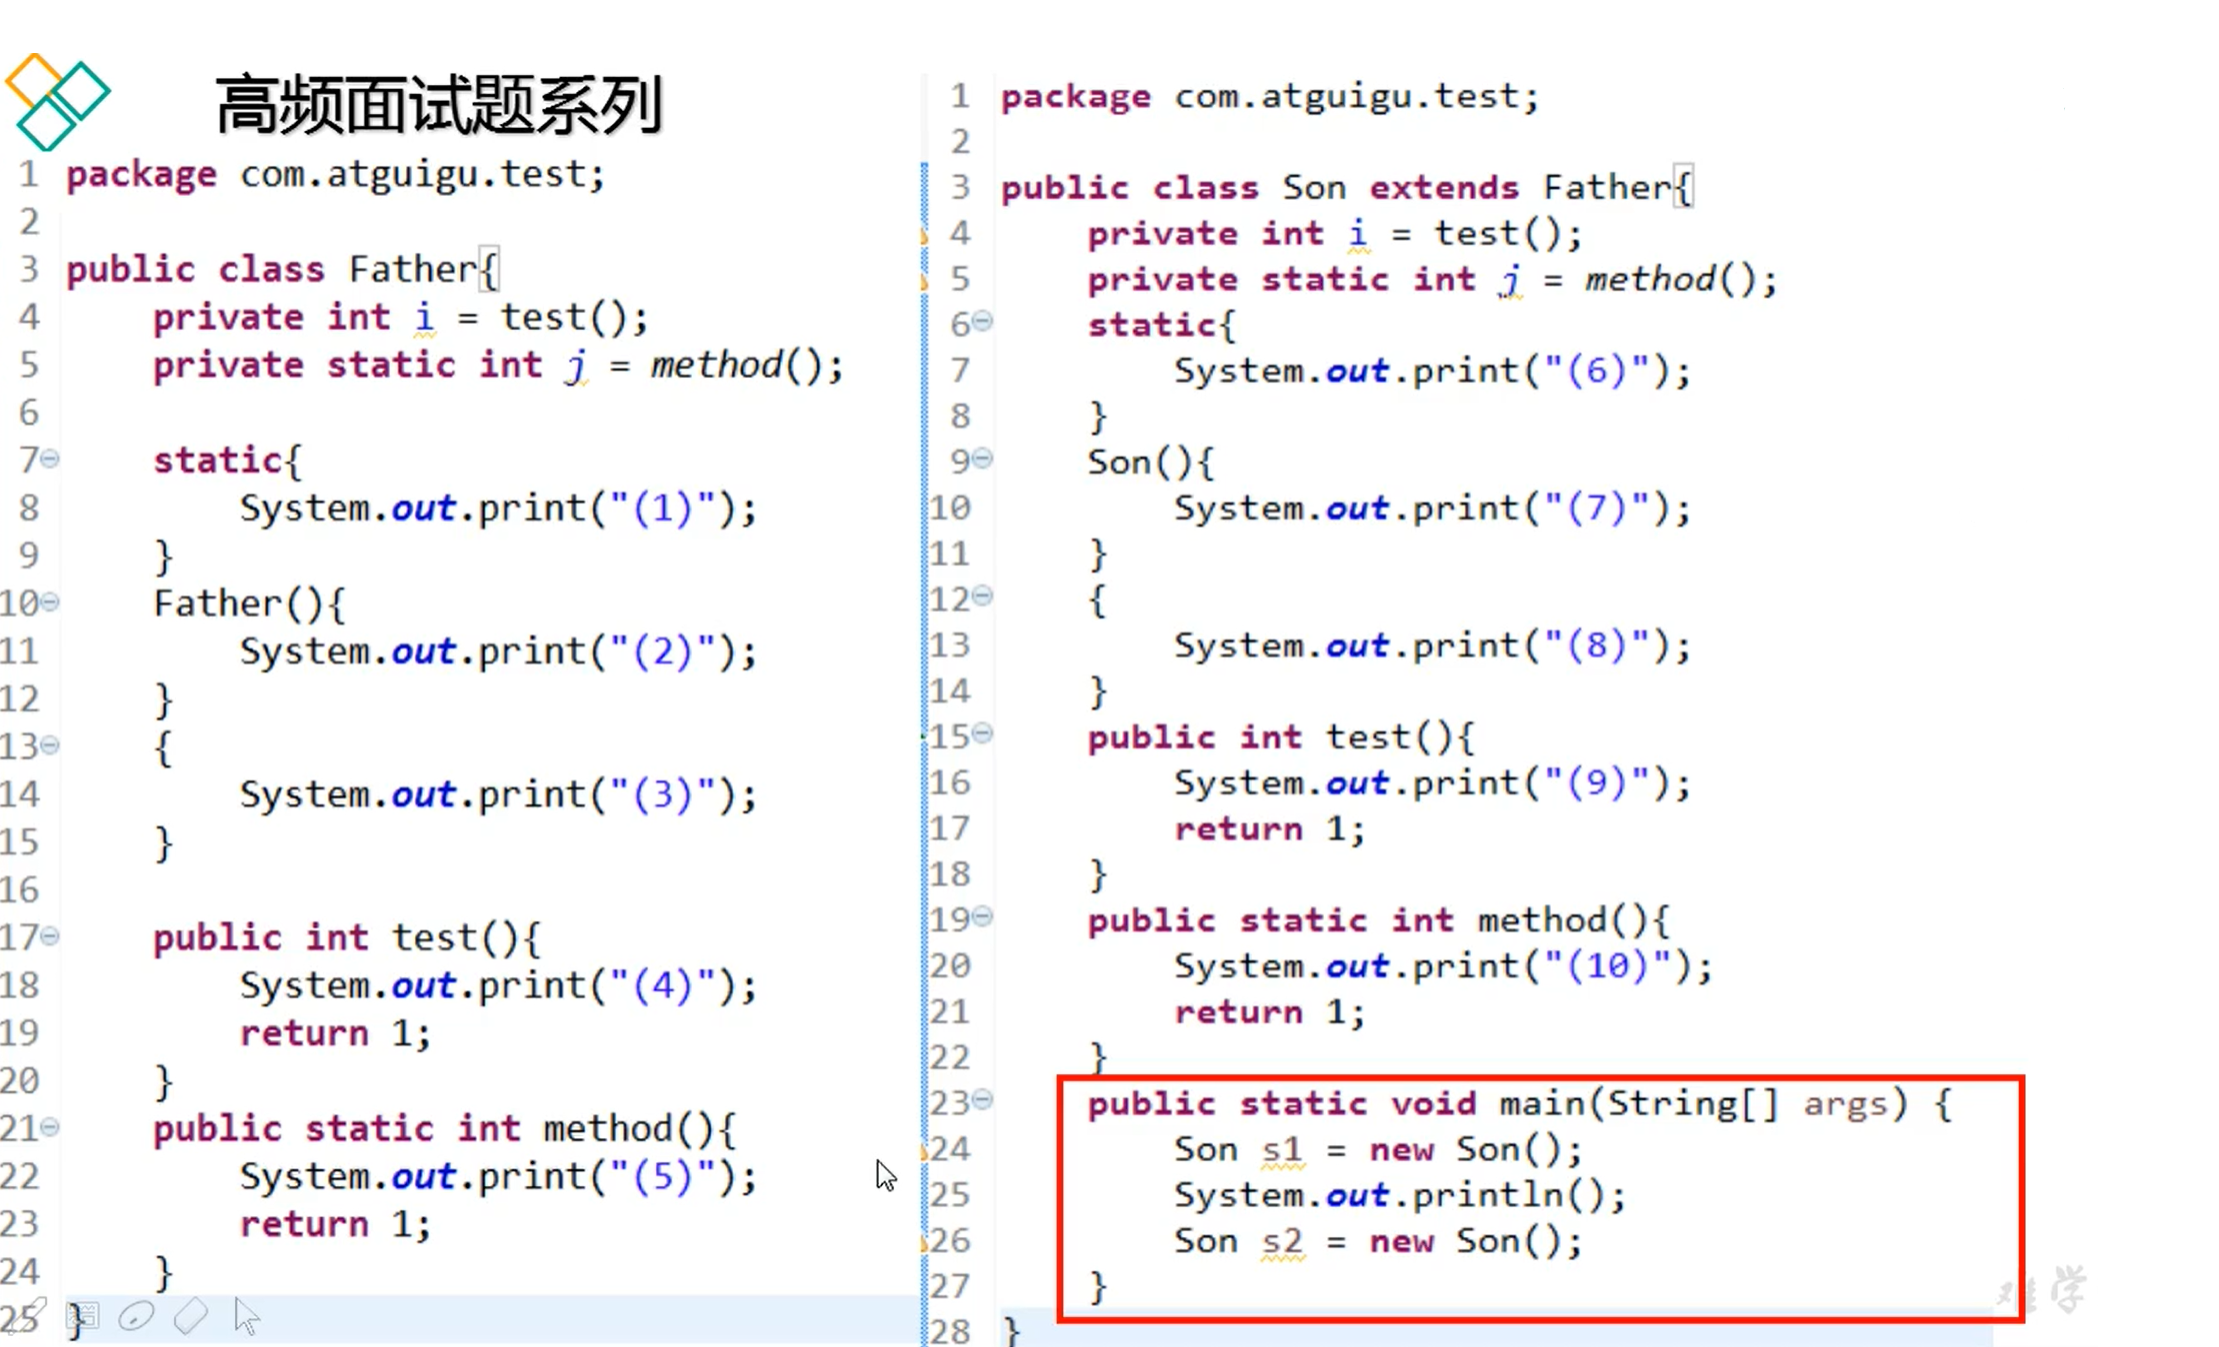 高频面试题系列
1 package com.atguigu.test;
2
3 public class Father{
4     private int i = test();
5     private static int j = method();
6
7     static{
8         System.out.print("(1)");
9     }
10     Father(){
11         System.out.print("(2)");
12     }
13     {
14         System.out.print("(3)");
15     }
16
17     public int test(){
18         System.out.print("(4)");
19         return 1;
20     }
21     public static int method(){
22         System.out.print("(5)");
23         return 1;
24     }
25 }
1 package com.atguigu.test;
2
3 public class Son extends Father{
4     private int i = test();
5     private static int j = method();
6     static{
7         System.out.print("(6)");
8     }
9     Son(){
10         System.out.print("(7)");
11     }
12     {
13         System.out.print("(8)");
14     }
15     public int test(){
16         System.out.print("(9)");
17         return 1;
18     }
19     public static int method(){
20         System.out.print("(10)");
21         return 1;
22     }
23     public static void main(String[] args) {
24         Son s1 = new Son();
25         System.out.println();
26         Son s2 = new Son();
27     }
28 }